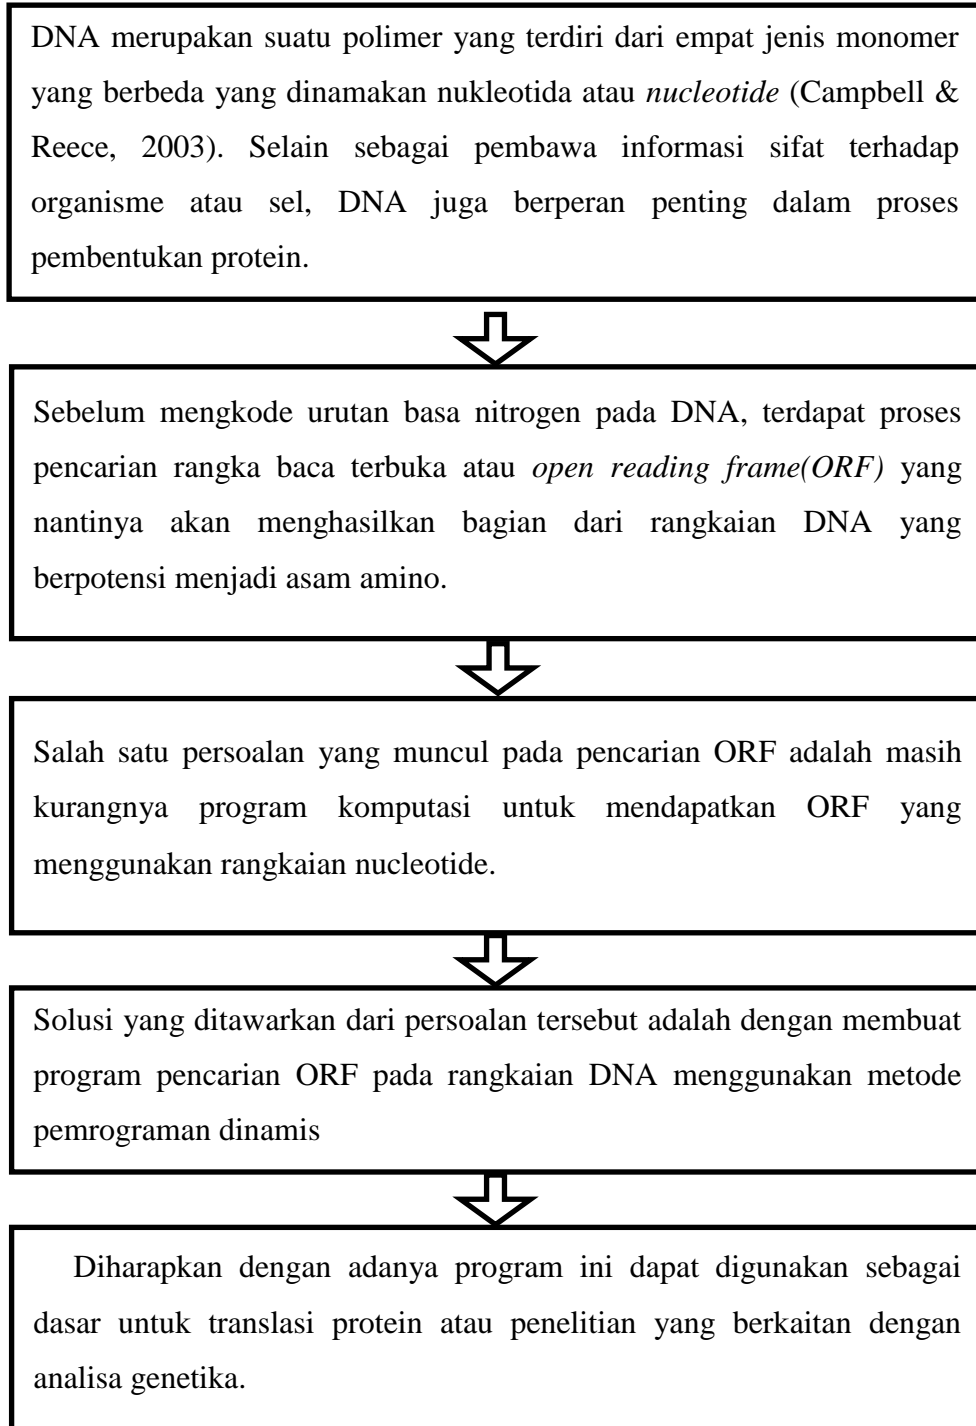 DNA merupakan suatu polimer yang terdiri dari empat jenis monomer
yang berbeda yang dinamakan nukleotida atau nucleotide (Campbell &
Reece, 2003). Selain sebagai pembawa informasi sifat terhadap
organisme atau sel, DNA juga berperan penting dalam proses
pembentukan protein.
Sebelum mengkode urutan basa nitrogen pada DNA, terdapat proses
pencarian rangka baca terbuka atau open reading frame(ORF) yang
nantinya akan menghasilkan bagian dari rangkaian DNA yang
berpotensi menjadi asam amino.
Salah satu persoalan yang muncul pada pencarian ORF adalah masih
kurangnya program komputasi untuk mendapatkan ORF yang
menggunakan rangkaian nucleotide.
Solusi yang ditawarkan dari persoalan tersebut adalah dengan membuat
program pencarian ORF pada rangkaian DNA menggunakan metode
pemrograman dinamis
Diharapkan dengan adanya program ini dapat digunakan sebagai
dasar untuk translasi protein atau penelitian yang berkaitan dengan
analisa genetika.